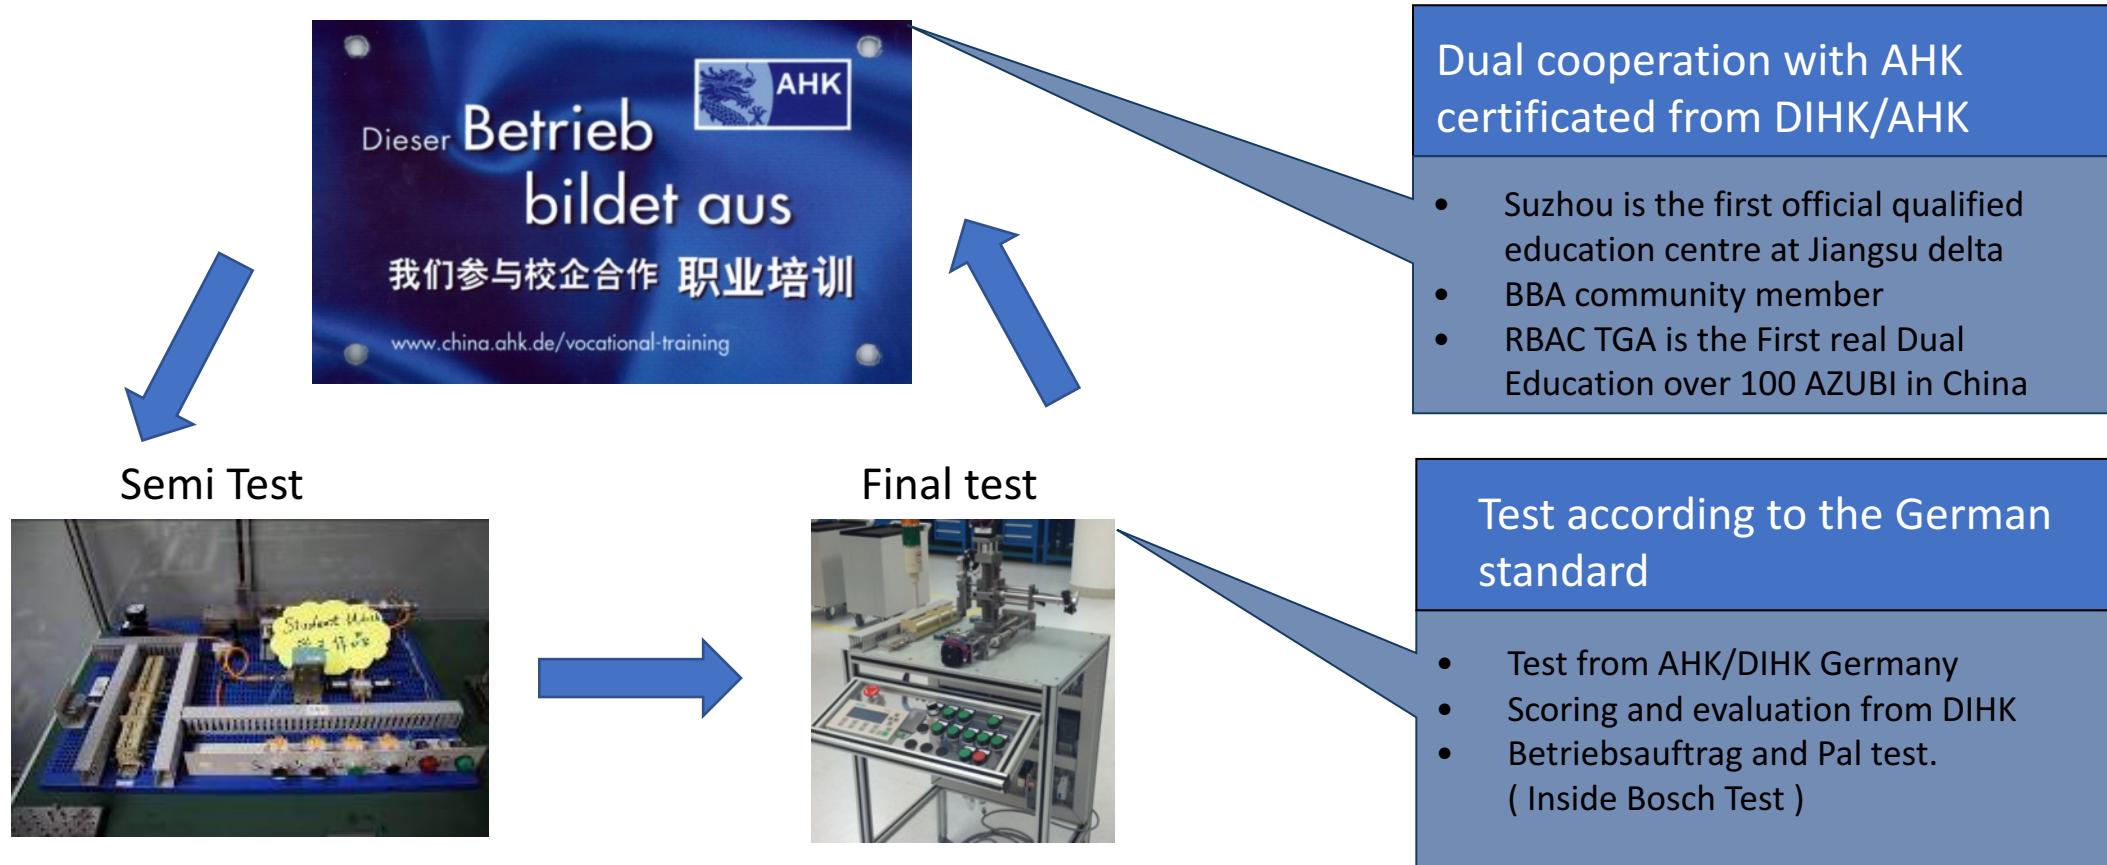 AHK
Dieser Betrieb
bildet aus
我们参与校企合作 职业培训
www.china.ahk.de/vocational-training
Dual cooperation with AHK
certificated from DIHK/AHK
• Suzhou is the first official qualified
education centre at Jiangsu delta
• BBA community member
• RBAC TGA is the First real Dual
Education over 100 AZUBI in China
Semi Test
Final test
Student
Test according to the German
standard
• Test from AHK/DIHK Germany
• Scoring and evaluation from DIHK
• Betriebsauftrag and Pal test.
( Inside Bosch Test )